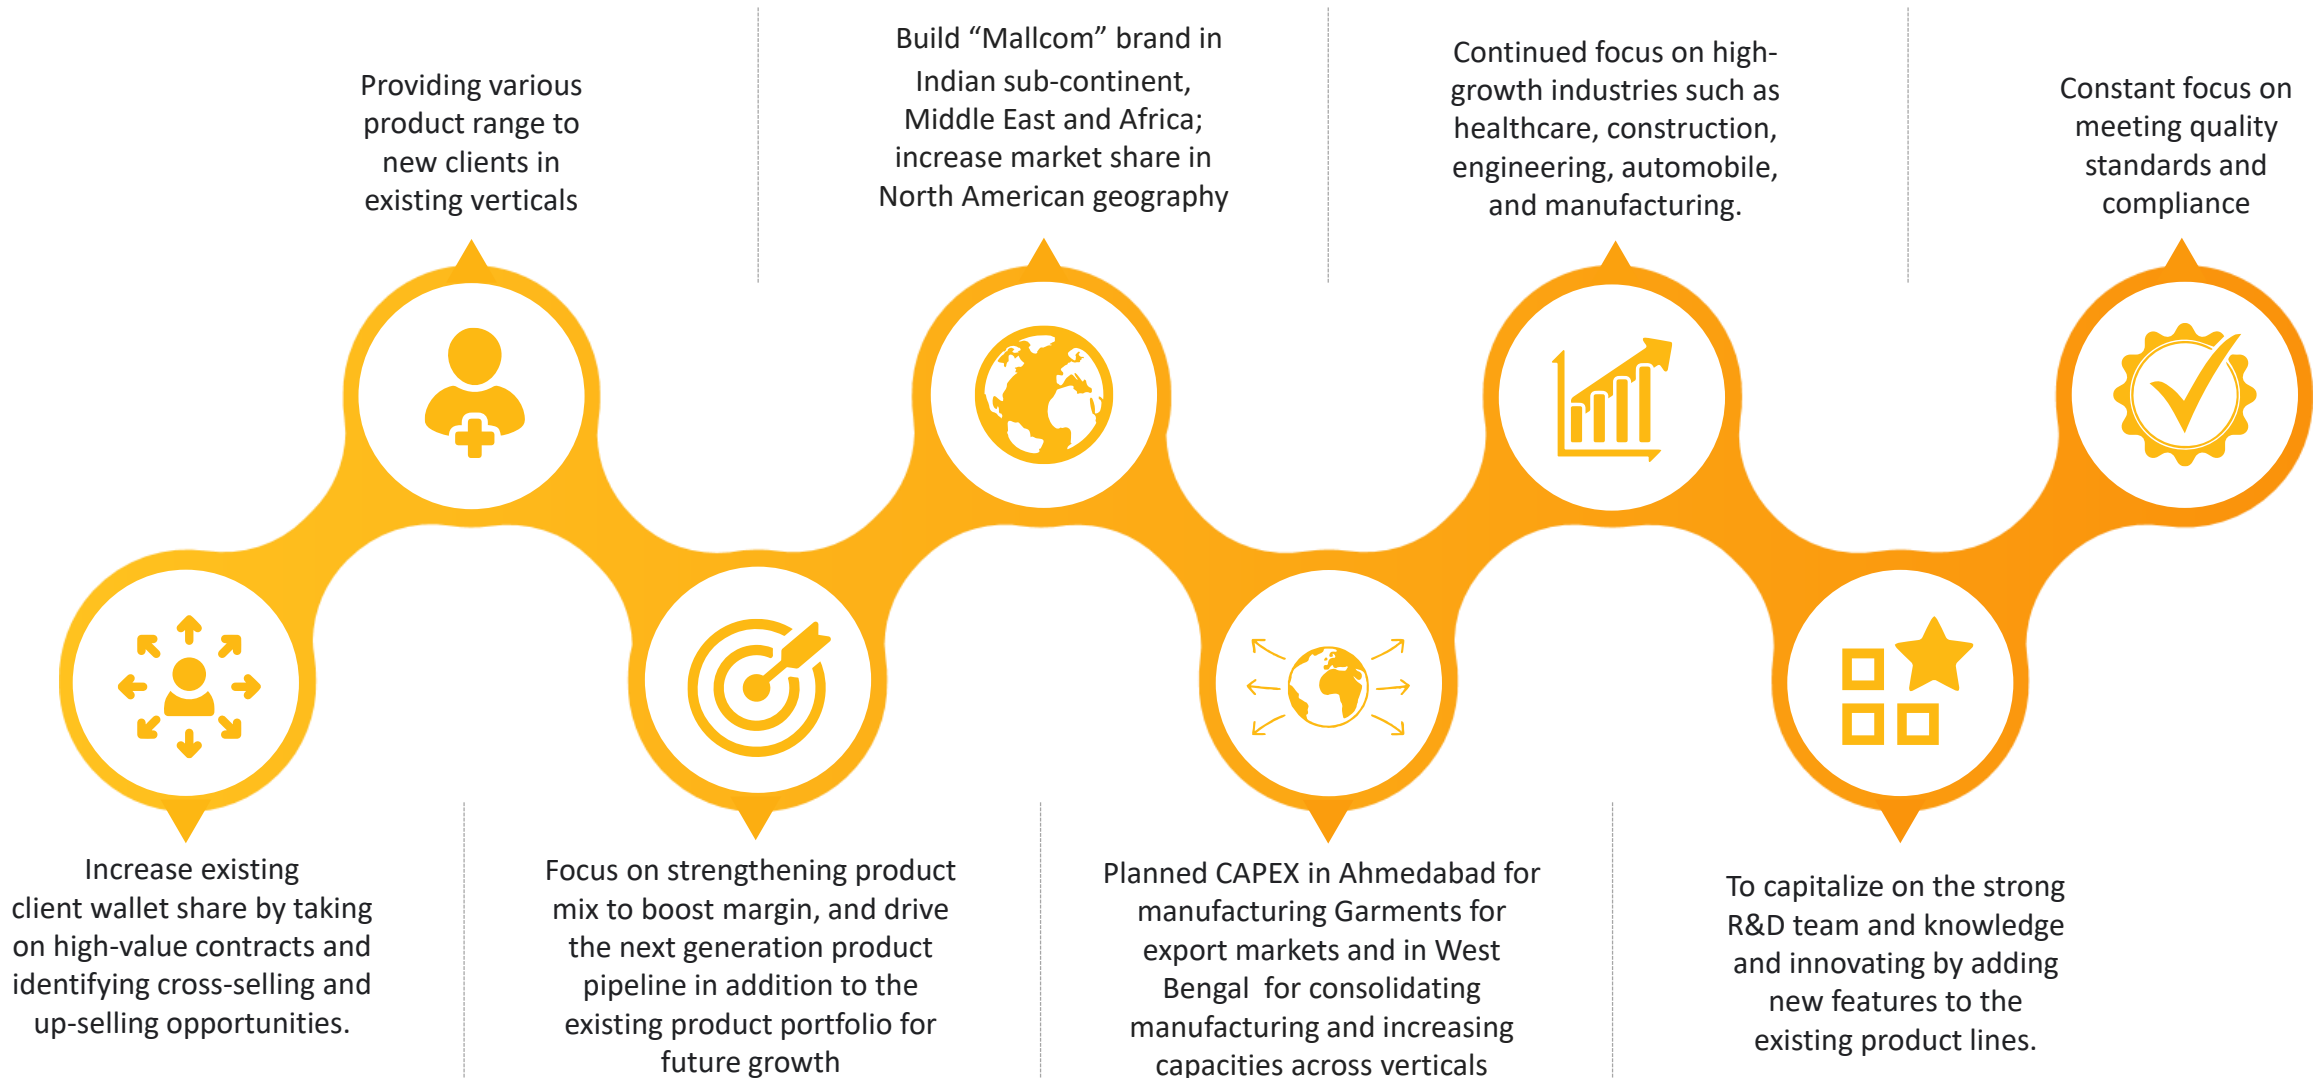 Increase existing
client wallet share by taking
on high-value contracts and
identifying cross-selling and
up-selling opportunities.
Providing various
product range to
new clients in
existing verticals
Focus on strengthening product
mix to boost margin, and drive
the next generation product
pipeline in addition to the
existing product portfolio for
future growth
Build “Mallcom” brand in
Indian sub-continent,
Middle East and Africa;
increase market share in
North American geography
Planned CAPEX in Ahmedabad for
manufacturing Garments for
export markets and in West
Bengal  for consolidating
manufacturing and increasing
capacities across verticals
Continued focus on high-
growth industries such as
healthcare, construction,
engineering, automobile,
and manufacturing.
To capitalize on the strong
R&D team and knowledge
and innovating by adding
new features to the
existing product lines.
Constant focus on
meeting quality
standards and
compliance